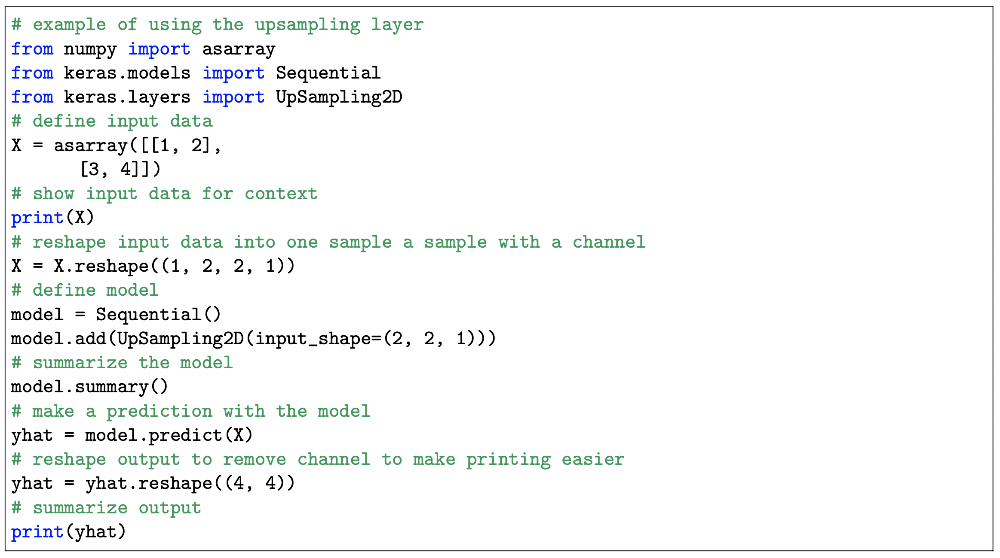 # example of using the upsampling layer
from numpy import asarray
from keras.models import Sequential
from keras.layers import UpSampling2D
# define input data
X = asarray([[1, 2],
[3, 4]])
# show input data for context
print(X)
# reshape input data into one sample a sample with a channel
X = X.reshape((1, 2, 2, 1))
# define model
model = Sequential()
model.add(UpSampling2D(input_shape=(2, 2, 1)))
# summarize the model
model.summary()
# make a prediction with the model
yhat = model.predict(X)
# reshape output to remove channel to make printing easier
yhat = yhat.reshape((4, 4))
# summarize output
print(yhat)